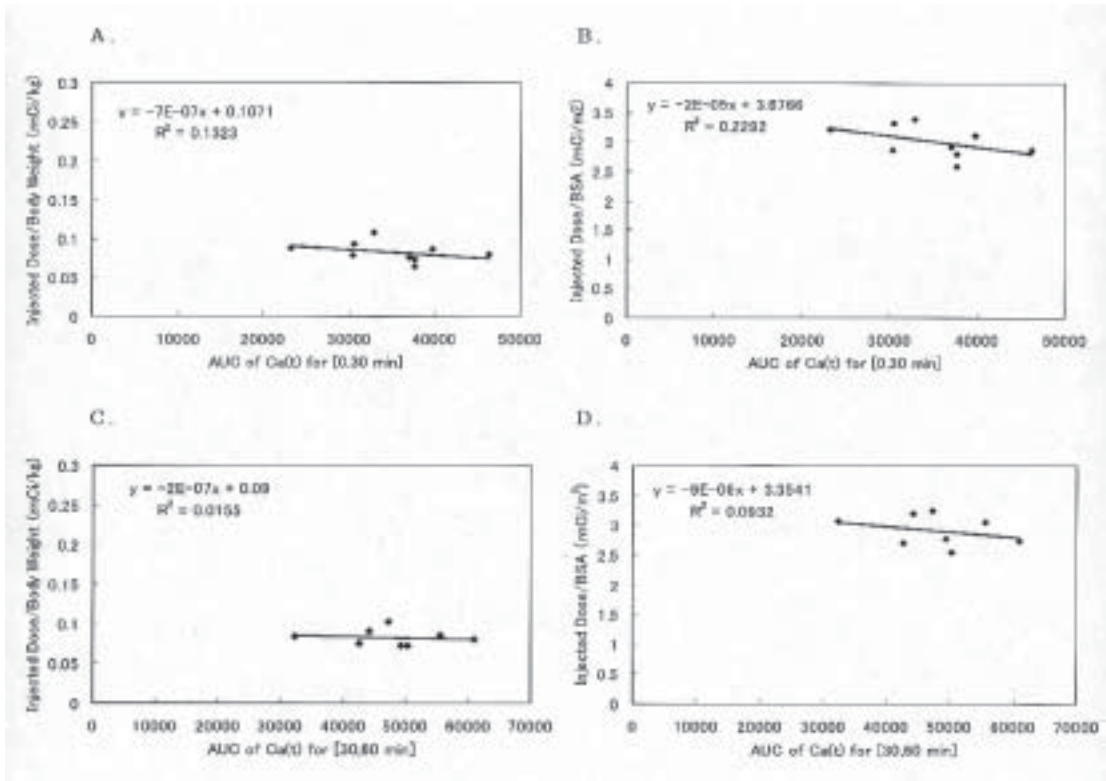 A.
0.3
0.25
0.2
0.15
0.1
0.05
0
Injected Dose/Body Weight (mCi/kg)
y = -7E-07x + 0.1071
R² = 0.1323
0 10000 20000 30000 40000 50000
AUC of Ca(t) for [0,30 min]
B.
4
3.5
3
2.5
2
1.5
1
0.5
0
Injected Dose/BSA (mCi/m2)
y = -2E-05x + 3.6766
R² = 0.2292
0 10000 20000 30000 40000 50000
AUC of Ca(t) for [0,30 min]
C.
0.3
0.25
0.2
0.15
0.1
0.05
0
Injected Dose/Body Weight (mCi/kg)
y = -2E-07x + 0.09
R² = 0.0155
0 10000 20000 30000 40000 50000 60000 70000
AUC of Ca(t) for [30,60 min]
D.
4
3.5
3
2.5
2
1.5
1
0.5
0
Injected Dose/BSA (mCi/m²)
y = -9E-06x + 3.3541
R² = 0.0932
0 10000 20000 30000 40000 50000 60000 70000
AUC of Ca(t) for [30,60 min]